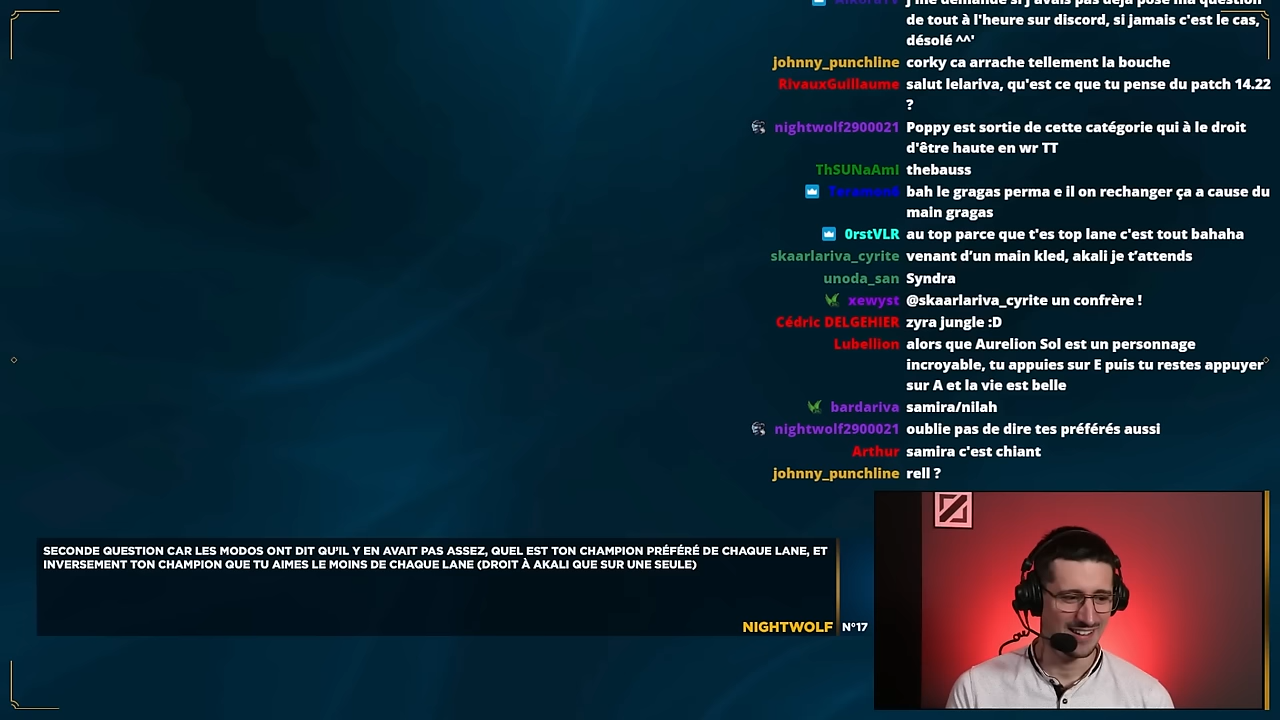 j'me demande si j'avais pas déjà posé ma question
de tout à l'heure sur discord, si jamais c'est le cas,
désolé ^^'
johnny_punchline corky ca arrache tellement la bouche
RivauxGuillaume salut lelariva, qu'est ce que tu pense du patch 14.22
?
nightwolf2900021 Poppy est sortie de cette catégorie qui à le droit
d'être haute en wr TT
ThSUNaAmI thebauss
bah le gragas perma e il on rechanger ça a cause du
main gragas
0rstVLR au top parce que t'es top lane c'est tout bahaha
skaarlariva_cyrite venant d’un main kled, akali je t’attends
unoda_san Syndra
xewyst @skaarlariva_cyrite un confrère !
Cédric DELGEHIER zyra jungle :D
Lubellion alors que Aurelion Sol est un personnage
incroyable, tu appuies sur E puis tu restes appuyer
sur A et la vie est belle
bardariva samira/nilah
nightwolf2900021 oublie pas de dire tes préférés aussi
Arthur samira c'est chiant
johnny_punchline rell ?
SECONDE QUESTION CAR LES MODOS ONT DIT QU'IL Y EN AVAIT PAS ASSEZ, QUEL EST TON CHAMPION PRÉFÉRÉ DE CHAQUE LANE, ET
INVERSEMENT TON CHAMPION QUE TU AIMES LE MOINS DE CHAQUE LANE (DROIT À AKALI QUE SUR UNE SEULE)
NIGHTWOLF N°17